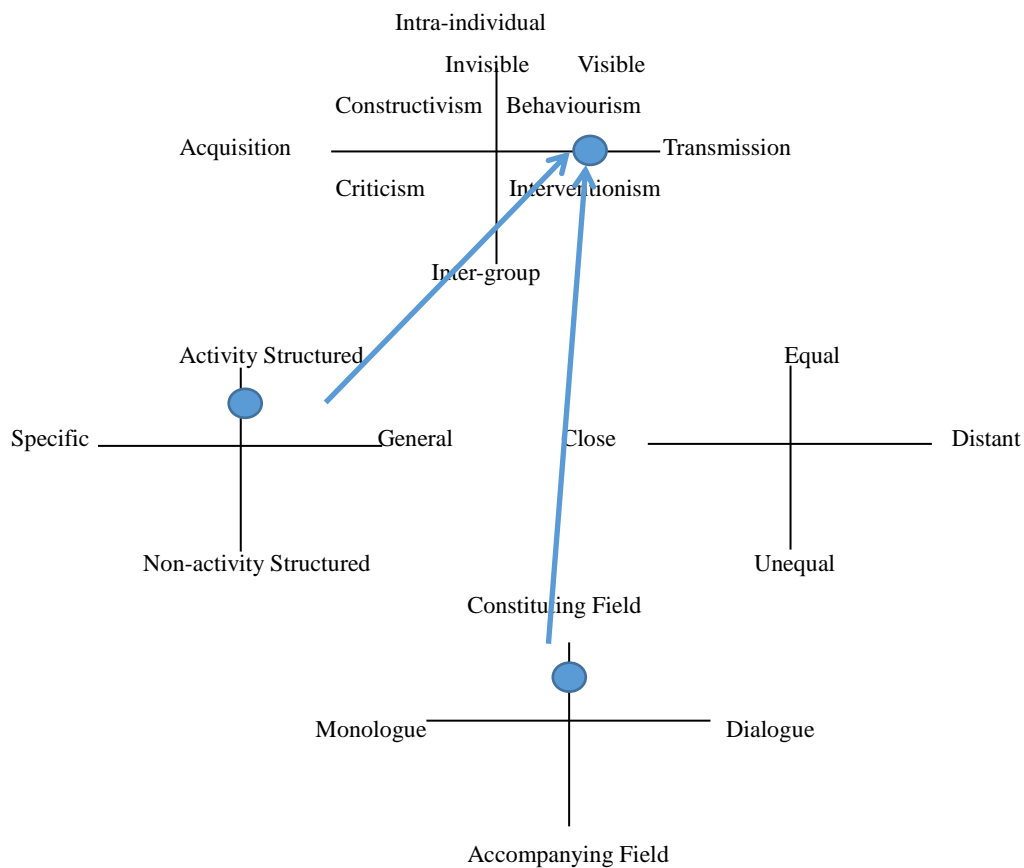 Intra-individual
Invisible Visible
Constructivism Behaviourism
Acquisition Transmission
Criticism Interventionism
Inter-group
Activity Structured Equal
Specific General Close Distant
Non-activity Structured Unequal
Constituting Field
Monologue Dialogue
Accompanying Field